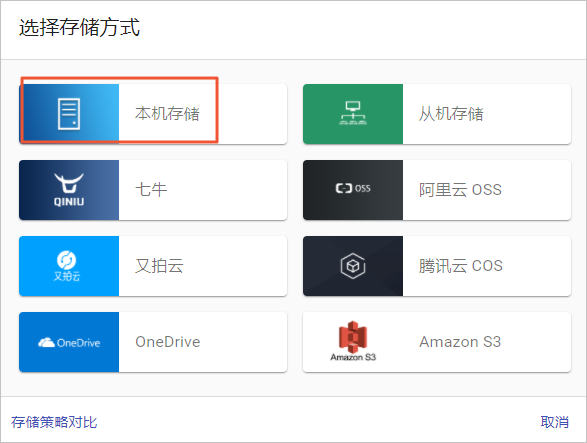 选择存储方式
本机存储
从机存储
QINIU
七牛
OSS
阿里云 OSS
又拍云
又拍云
腾讯云 COS
OneDrive
OneDrive
Amazon S3
Amazon S3
存储策略对比
取消